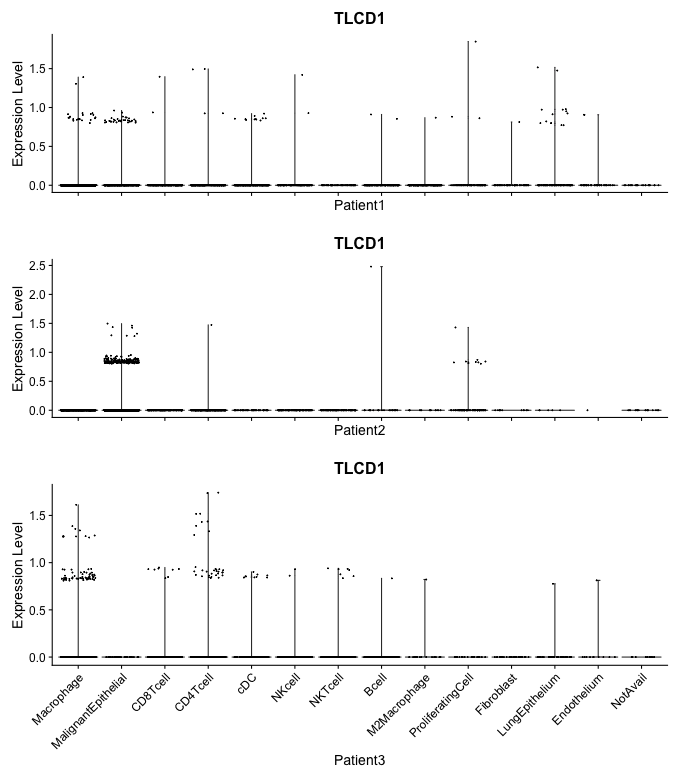 TLCD1
Expression Level
1.5
1.0
0.5
0.0
Patient1
TLCD1
Expression Level
2.5
2.0
1.5
1.0
0.5
0.0
Patient2
TLCD1
Expression Level
1.5
1.0
0.5
0.0
Macrophage
MalignantEpithelial
CD8Tcell
CD4Tcell
cDC
NKcell
NKTcell
Bcell
M2Macrophage
ProliferatingCell
Fibroblast
LungEpithelium
Endothelium
NotAvail
Patient3